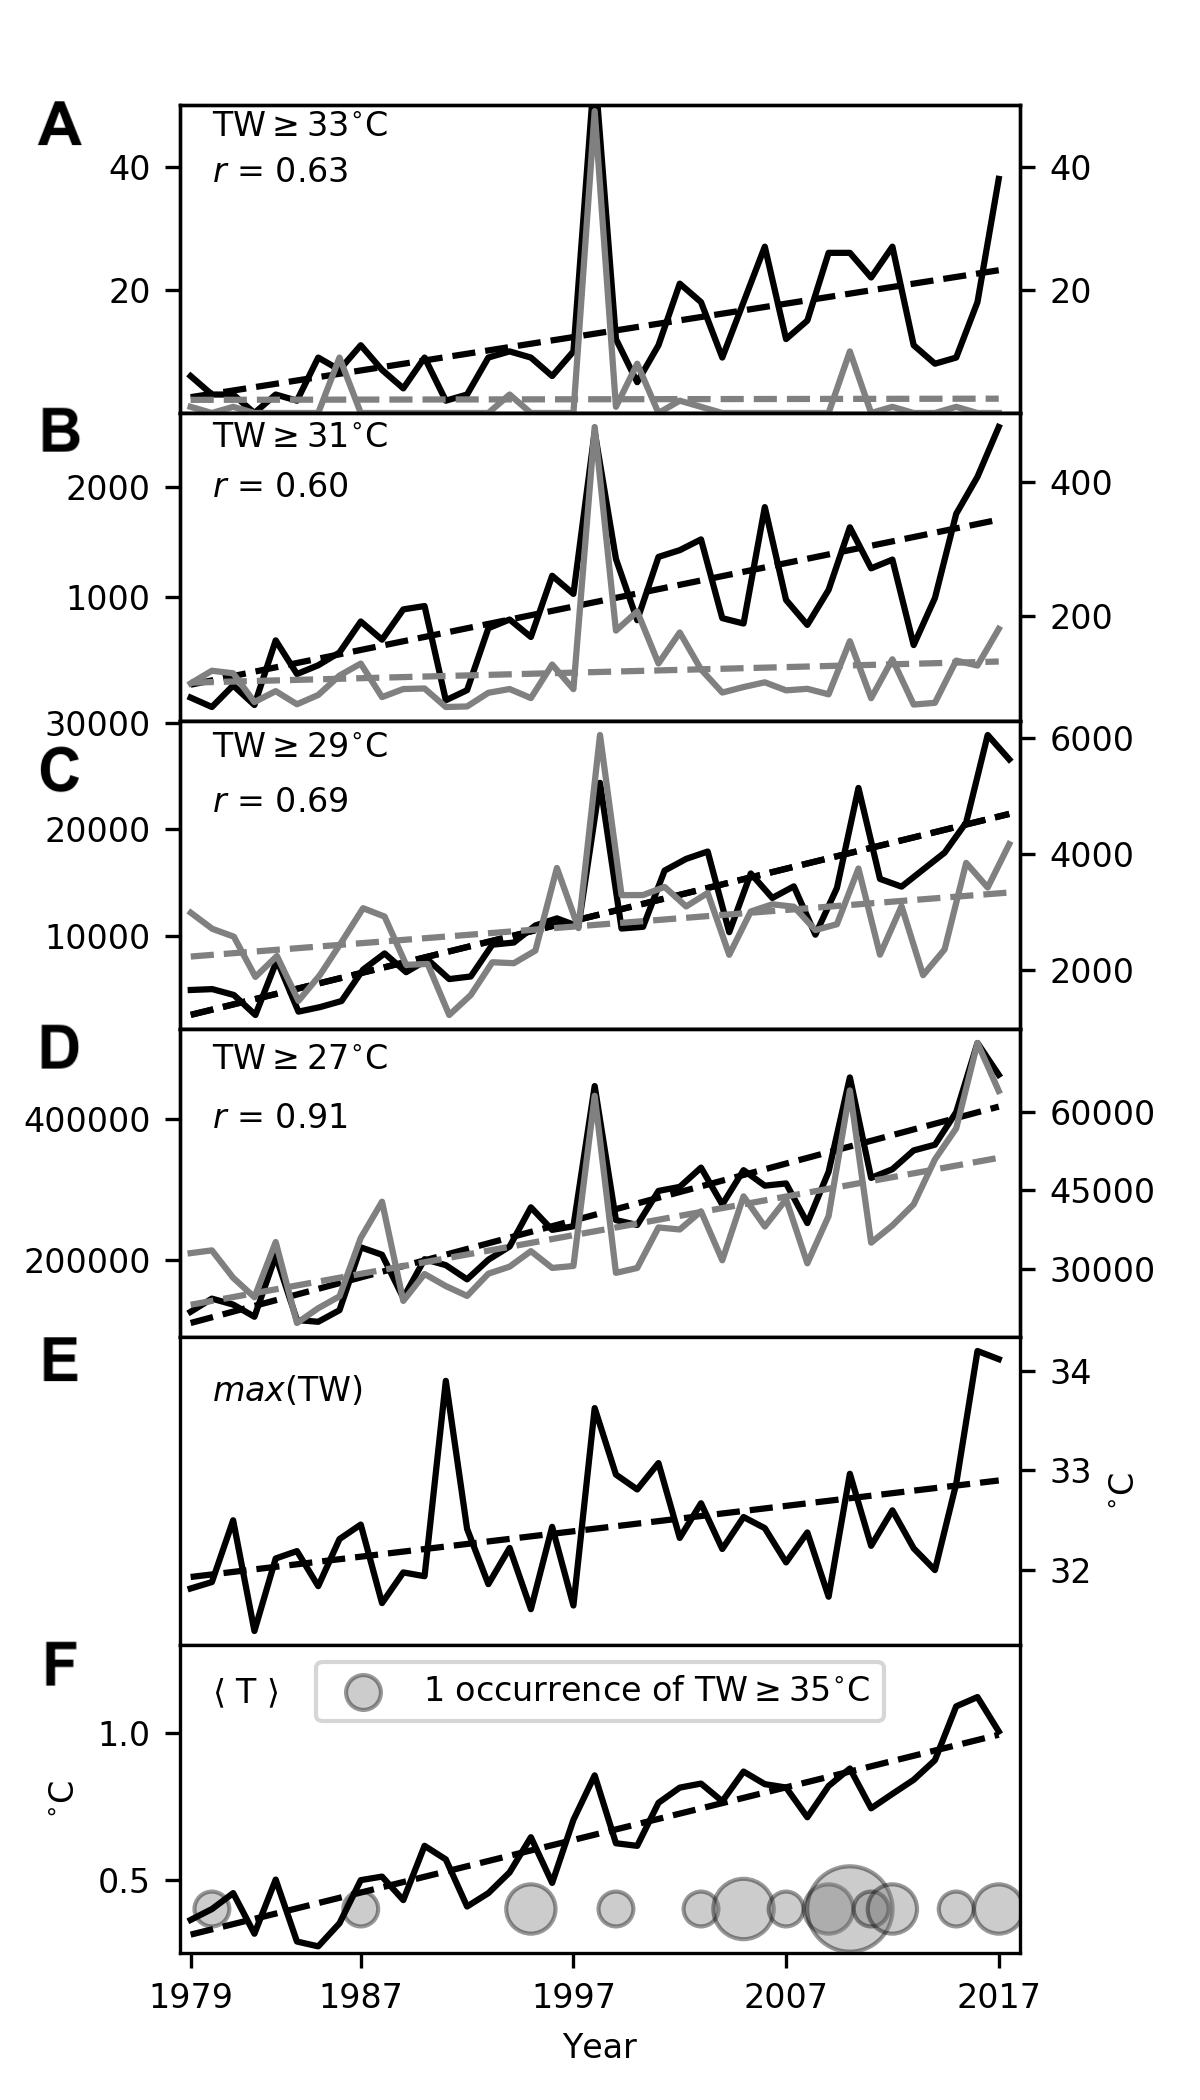 A
TW ≥ 33°C
r = 0.63
40
20
40
20
B
TW ≥ 31°C
r = 0.60
2000
1000
400
200
C
TW ≥ 29°C
r = 0.69
30000
20000
10000
6000
4000
2000
D
TW ≥ 27°C
r = 0.91
400000
200000
60000
45000
30000
E
max(TW)
34
33
32
°C
F
⟨ T ⟩
1 occurrence of TW ≥ 35°C
1.0
0.5
°C
1979 1987 1997 2007 2017
Year